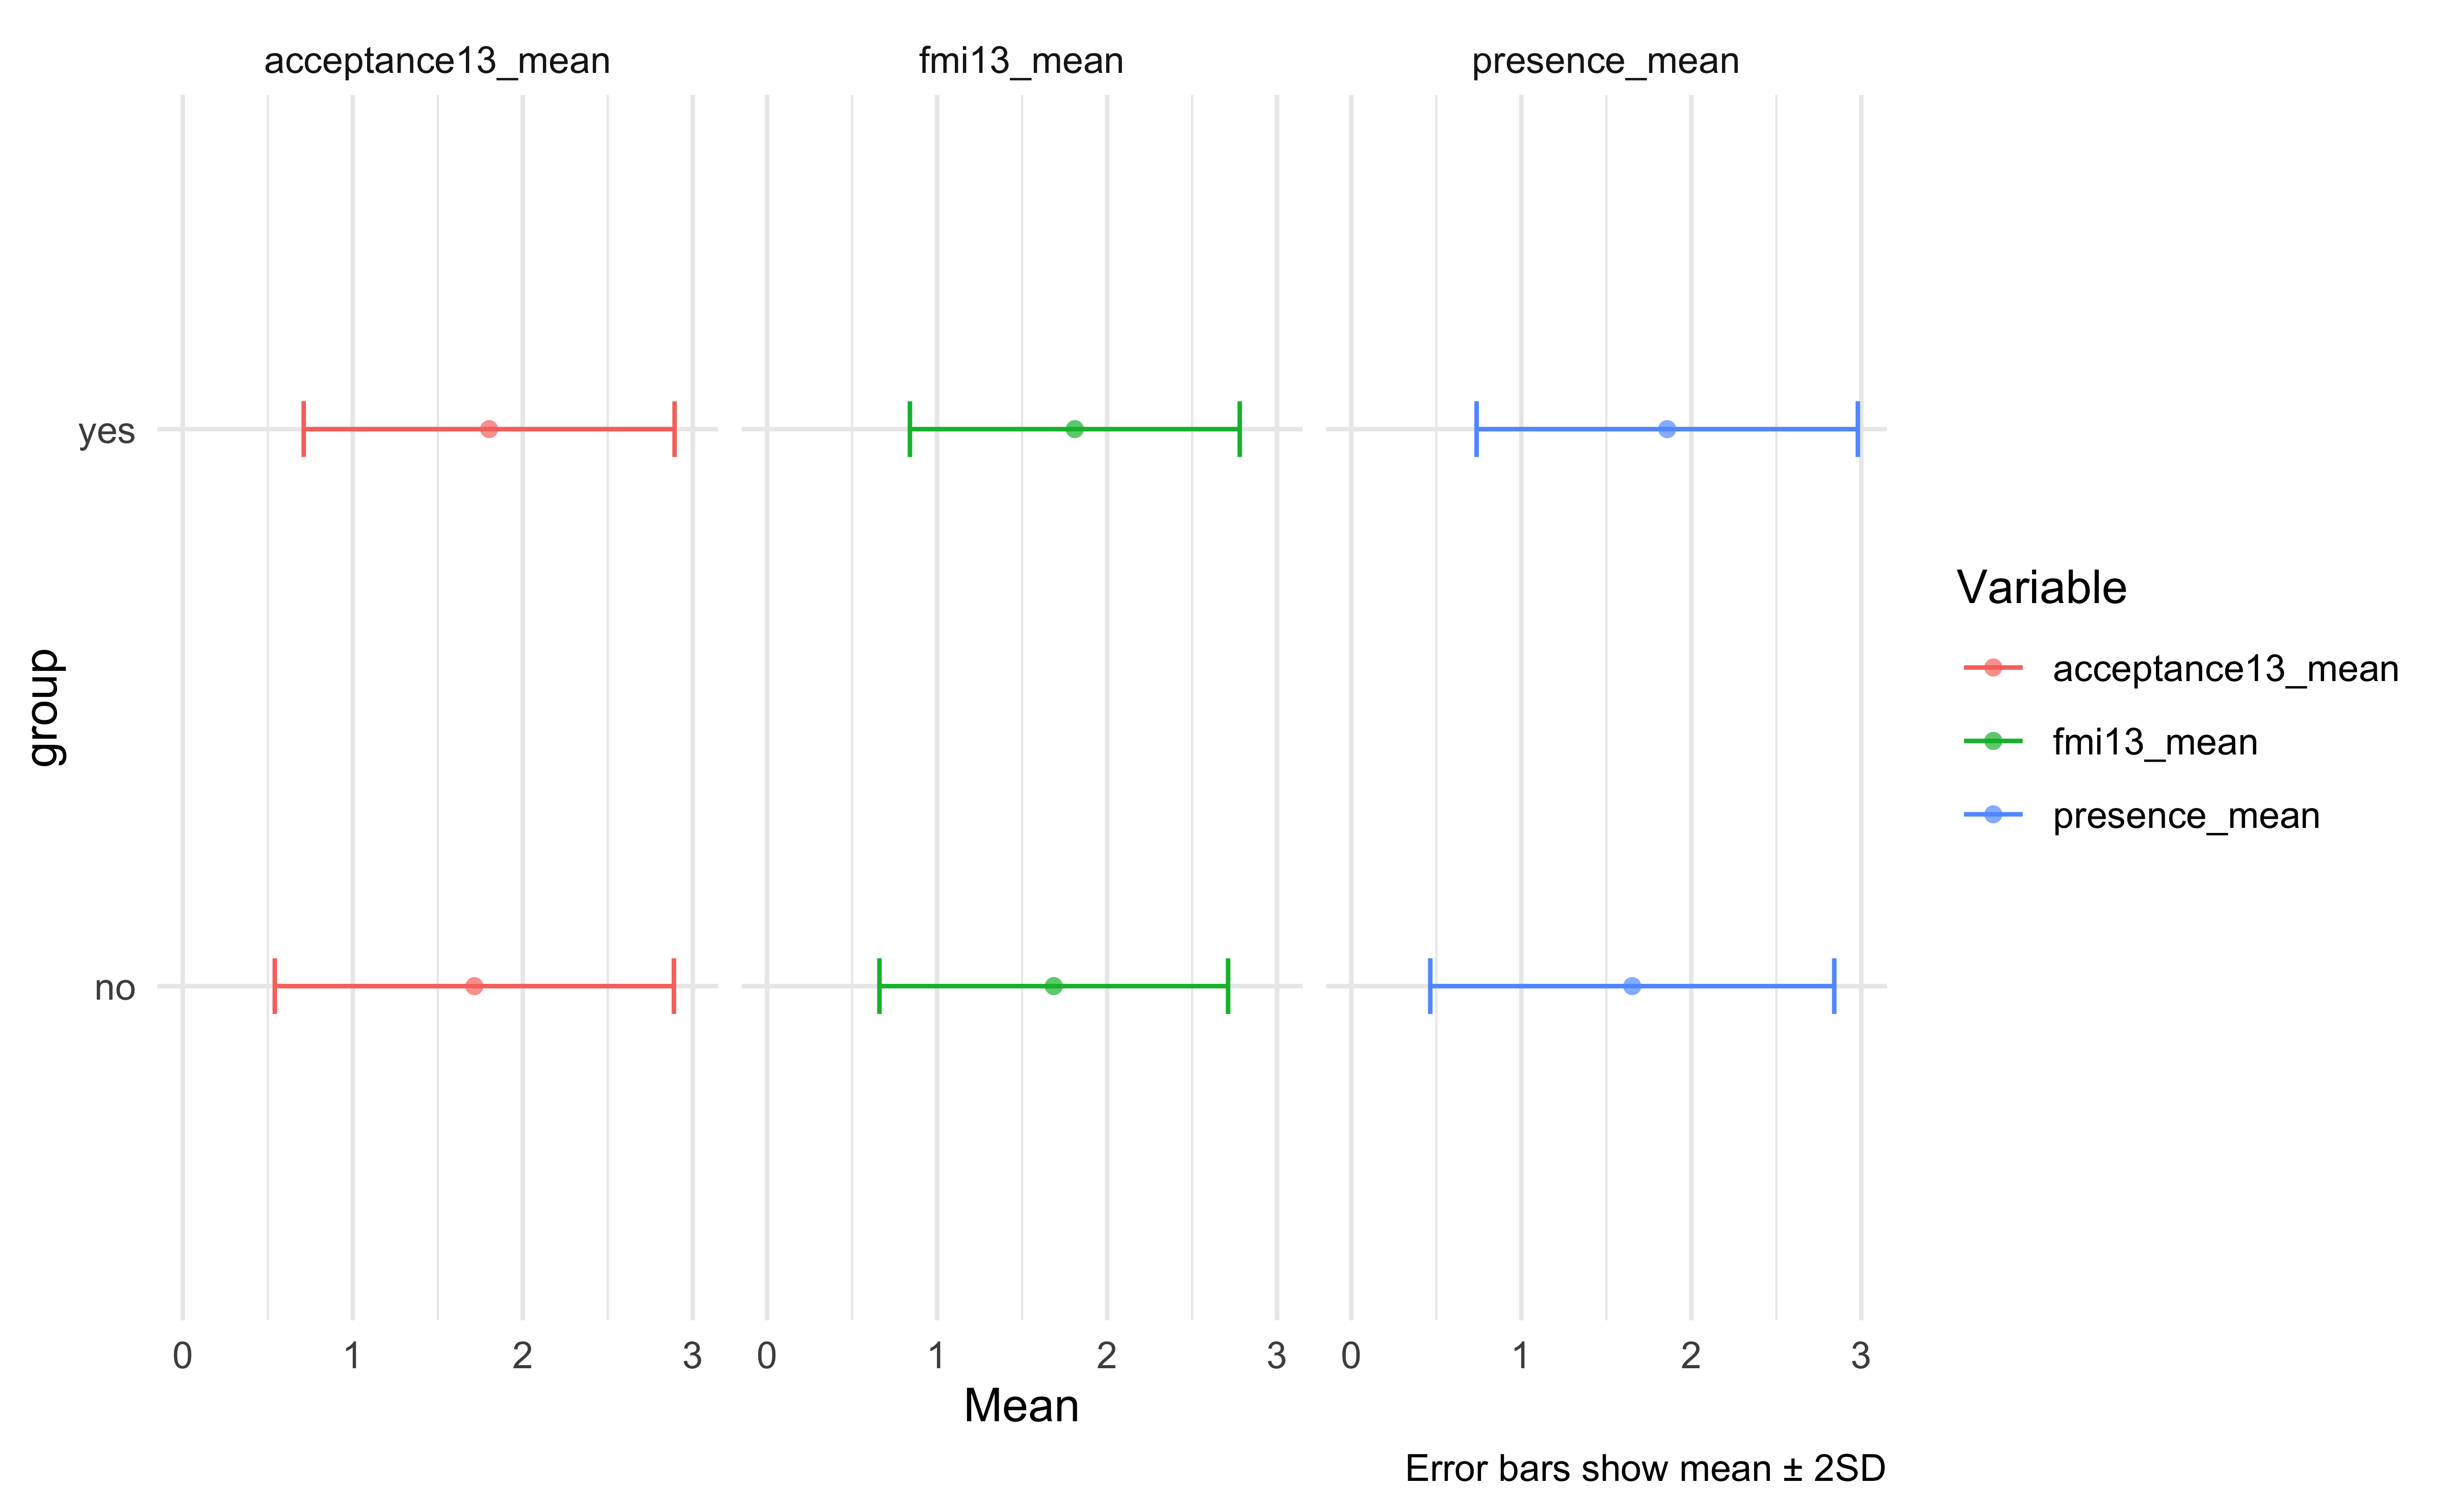 acceptance13_mean fmi13_mean presence_mean
yes
no
group
0 1 2 3 0 1 2 3 0 1 2 3
Mean
Error bars show mean ± 2SD
Variable
acceptance13_mean
fmi13_mean
presence_mean